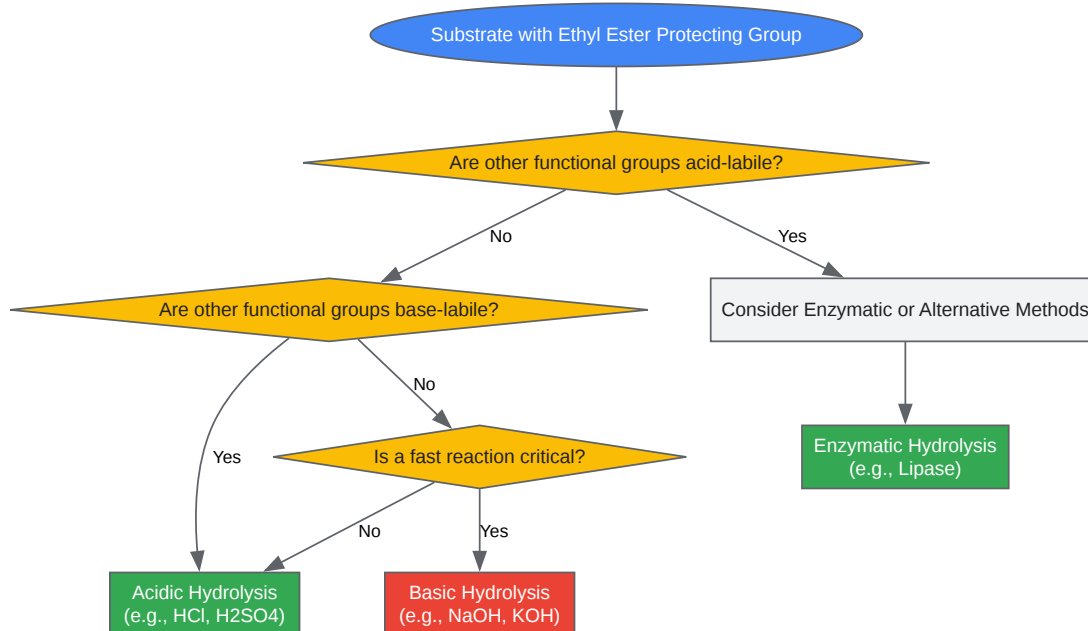 Substrate with Ethyl Ester Protecting Group
Are other functional groups acid-labile?
No
Yes
Are other functional groups base-labile?
Consider Enzymatic or Alternative Methods
No
Yes
Is a fast reaction critical?
Enzymatic Hydrolysis
(e.g., Lipase)
No
Yes
Acidic Hydrolysis
(e.g., HCl, H2SO4)
Basic Hydrolysis
(e.g., NaOH, KOH)